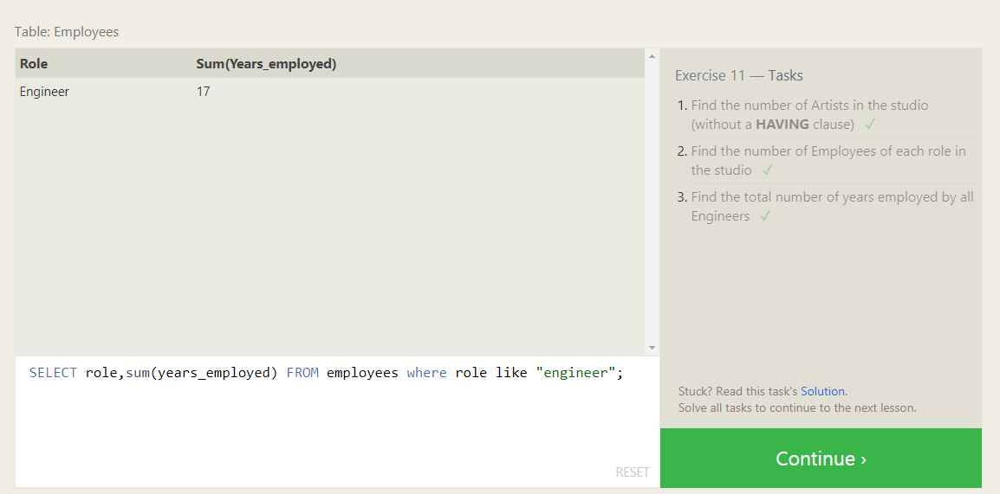 Table: Employees
Role Sum(Years_employed)
Engineer 17
SELECT role,sum(years_employed) FROM employees where role like "engineer";
RESET
Exercise 11 — Tasks
1. Find the number of Artists in the studio
(without a HAVING clause) ✓
2. Find the number of Employees of each role in
the studio ✓
3. Find the total number of years employed by all
Engineers ✓
Stuck? Read this task's Solution.
Solve all tasks to continue to the next lesson.
Continue ›